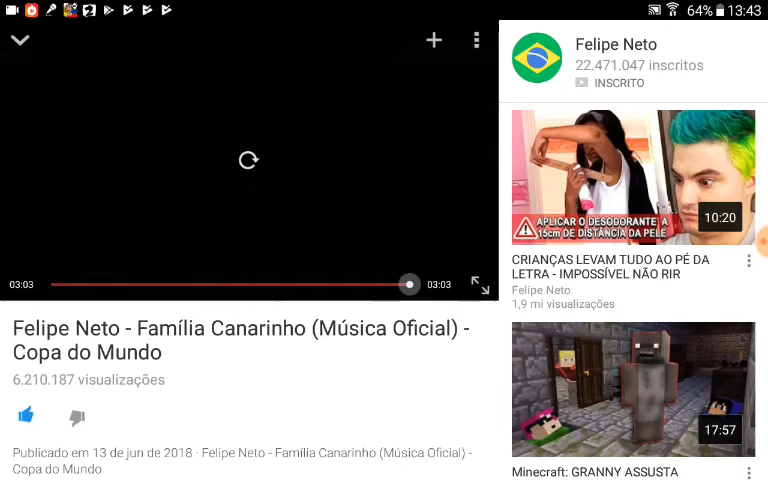 64% 13:43
03:03
03:03
Felipe Neto - Família Canarinho (Música Oficial) -
Copa do Mundo
6.210.187 visualizações
Publicado em 13 de jun de 2018 · Felipe Neto - Família Canarinho (Música Oficial) -
Copa do Mundo
Felipe Neto
22.471.047 inscritos
INSCRITO
APLICAR O DESODORANTE A
15cm DE DISTÂNCIA DA PELE
10:20
CRIANÇAS LEVAM TUDO AO PÉ DA
LETRA - IMPOSSÍVEL NÃO RIR
Felipe Neto
1,9 mi visualizações
17:57
Minecraft: GRANNY ASSUSTA